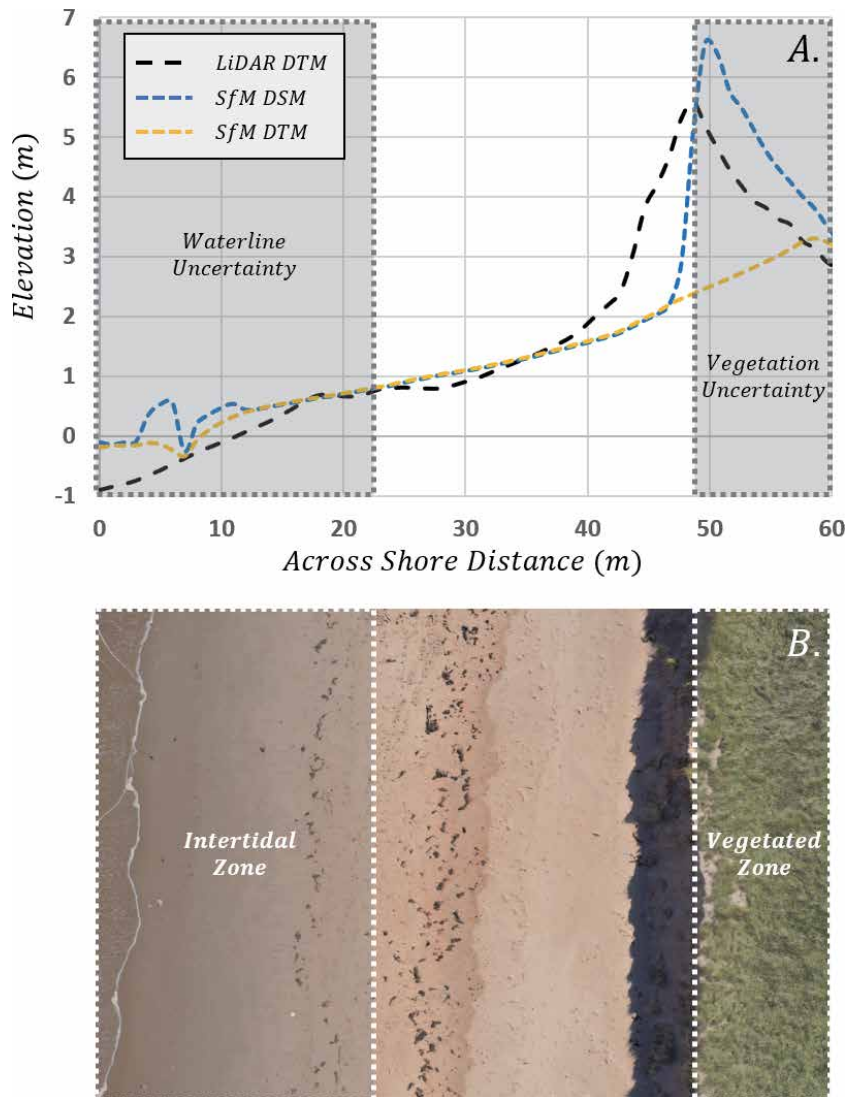 7
6
5
4
3
2
1
0
-1
Elevation (m)
LiDAR DTM
SfM DSM
SfM DTM
A.
Waterline
Uncertainty
Vegetation
Uncertainty
0 10 20 30 40 50 60
Across Shore Distance (m)
B.
Intertidal
Zone
Vegetated
Zone